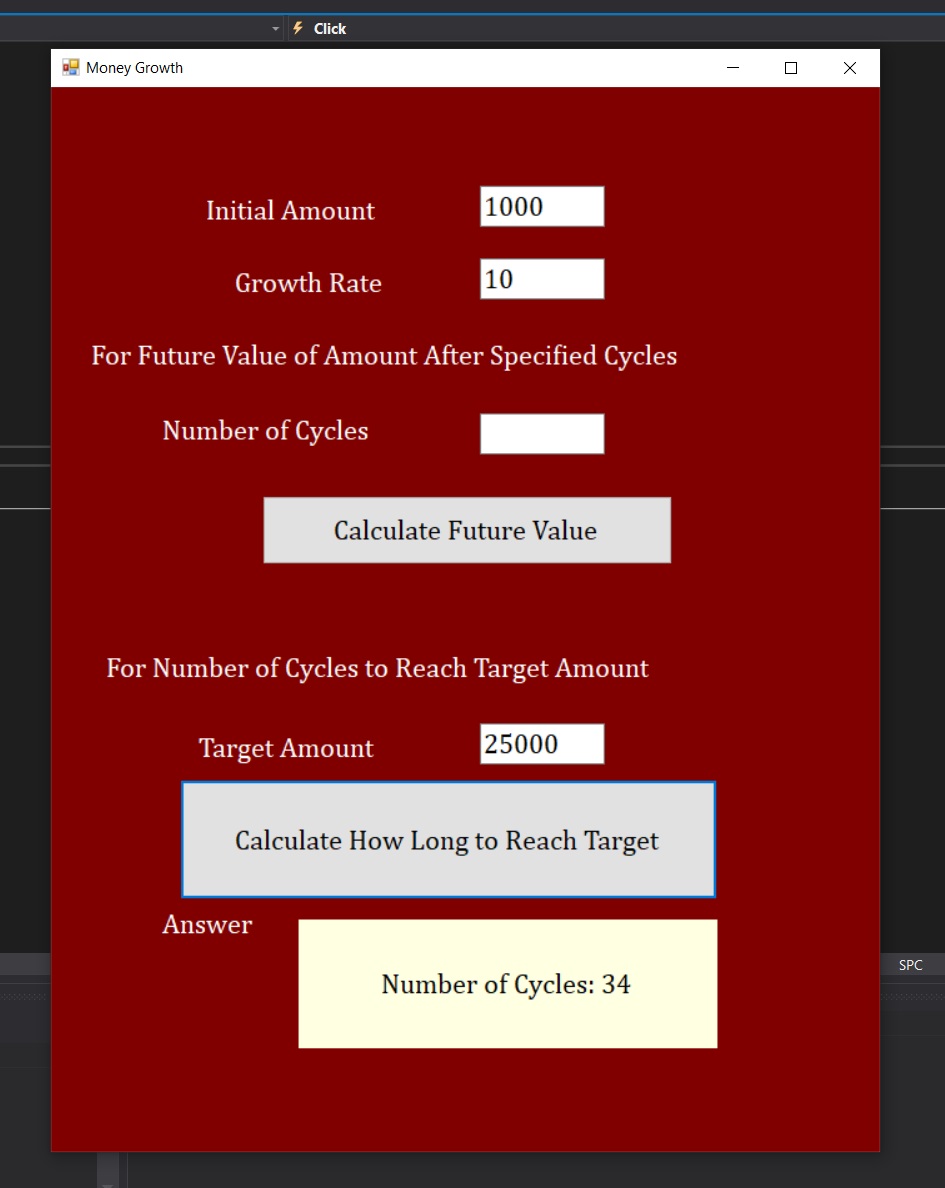 Click
Money Growth
Initial Amount 1000
Growth Rate 10
For Future Value of Amount After Specified Cycles
Number of Cycles
Calculate Future Value
For Number of Cycles to Reach Target Amount
Target Amount 25000
Calculate How Long to Reach Target
Answer
SPC
Number of Cycles: 34